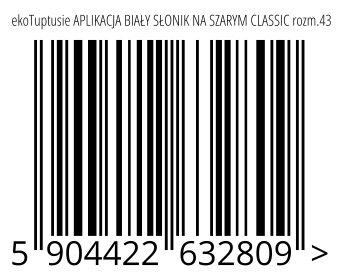 ekoTuptusie APLIKACJA BIAŁY SŁONIK NA SZARYM CLASSIC rozm.43
5 904422 632809 >